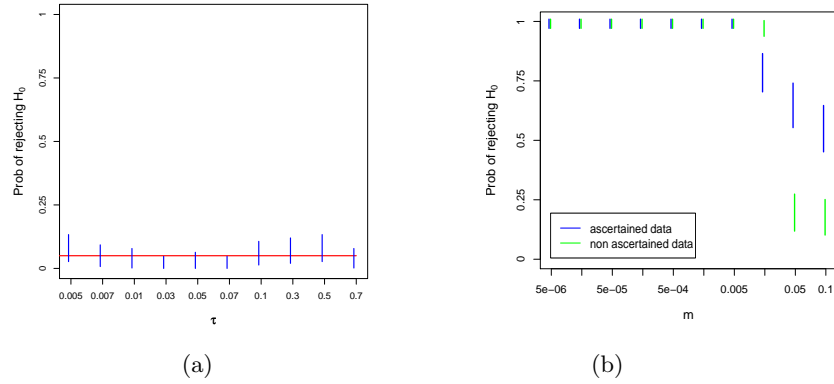 Prob of rejecting H0
1
0.75
0.5
0.25
0
0.005 0.007 0.01 0.03 0.05 0.07 0.1 0.3 0.5 0.7
τ
(a)
Prob of rejecting H0
1
0.75
0.5
0.25
0
ascertained data
non ascertained data
5e−06 5e−05 5e−04 0.005 0.05 0.1
m
(b)